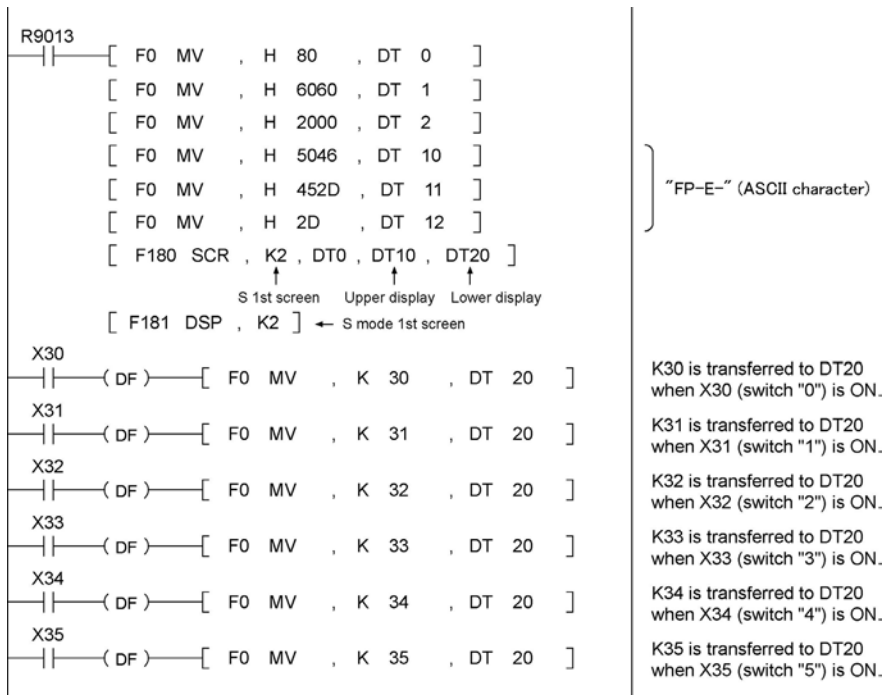 R9013
[ F0 MV , H 80 , DT 0 ]
[ F0 MV , H 6060 , DT 1 ]
[ F0 MV , H 2000 , DT 2 ]
[ F0 MV , H 5046 , DT 10 ]
[ F0 MV , H 452D , DT 11 ]
[ F0 MV , H 2D , DT 12 ]
"FP-E-" (ASCII character)
[ F180 SCR , K2 , DT0 , DT10 , DT20 ]
S 1st screen Upper display Lower display
[ F181 DSP , K2 ] ← S mode 1st screen
X30
( DF ) [ F0 MV , K 30 , DT 20 ]
K30 is transferred to DT20
when X30 (switch "0") is ON.
X31
( DF ) [ F0 MV , K 31 , DT 20 ]
K31 is transferred to DT20
when X31 (switch "1") is ON.
X32
( DF ) [ F0 MV , K 32 , DT 20 ]
K32 is transferred to DT20
when X32 (switch "2") is ON.
X33
( DF ) [ F0 MV , K 33 , DT 20 ]
K33 is transferred to DT20
when X33 (switch "3") is ON.
X34
( DF ) [ F0 MV , K 34 , DT 20 ]
K34 is transferred to DT20
when X34 (switch "4") is ON.
X35
( DF ) [ F0 MV , K 35 , DT 20 ]
K35 is transferred to DT20
when X35 (switch "5") is ON.